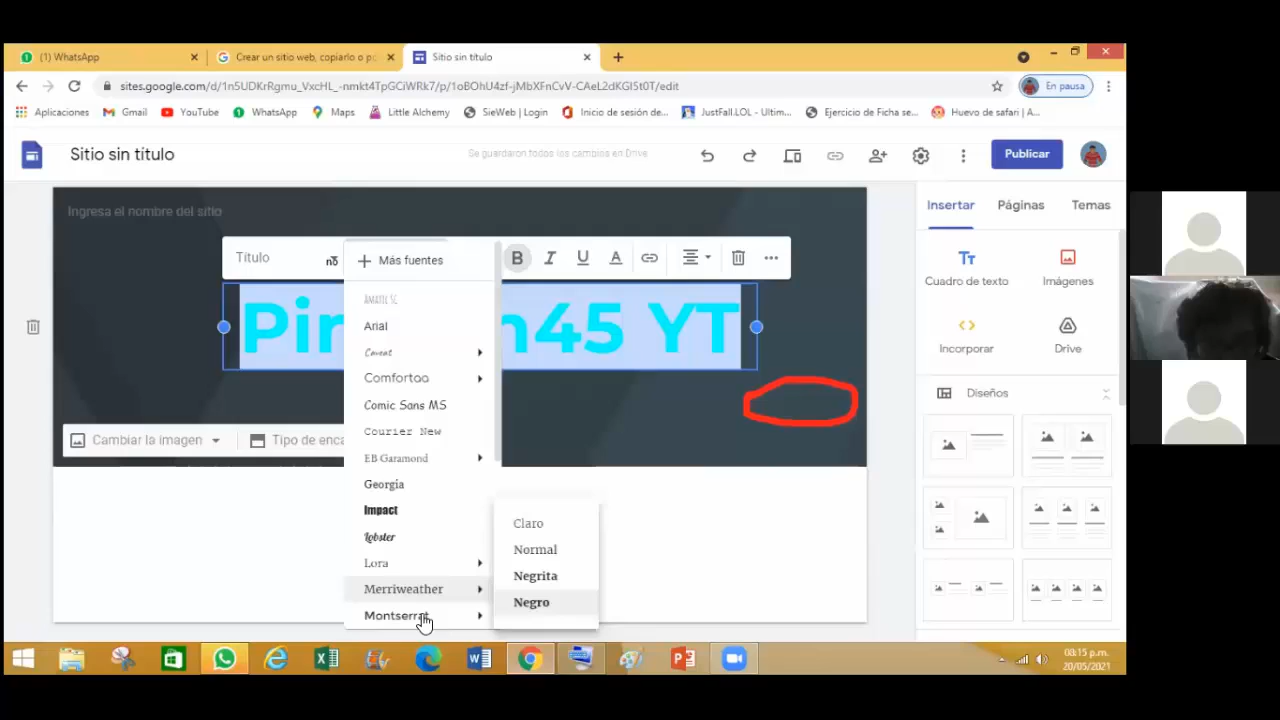 (1) WhatsApp
Crear un sitio web, copiarlo o p
Sitio sin título
sites.google.com/d/1n5UDKrRgmu_VxcHL_-nmkt4TpGCiWRk7/p/1oBOhU4zf-jMbXFnCvV-CAeL2dKGI5t0T/edit
En pausa
Aplicaciones
Gmail
YouTube
WhatsApp
Maps
Little Alchemy
SieWeb | Login
Inicio de sesión de...
JustFall.LOL - Ultim...
Ejercicio de Ficha se...
Huevo de safari | A...
Sitio sin título
Se guardaron todos los cambios en Drive
Publicar
Ingresa el nombre del sitio
Insertar
Páginas
Temas
Título
Más fuentes
B I U A
Tт
Cuadro de texto
Imágenes
Amatic SC
Arial
Caveat
Comfortaa
Comic Sans MS
Courier New
EB Garamond
Georgia
Impact
Lobster
Lora
Merriweather
Montserrat
n45 YT
Incorporar
Drive
Diseños
Cambiar la imagen
Tipo de enca
Claro
Normal
Negrita
Negro
08:15 p.m.
20/05/2021